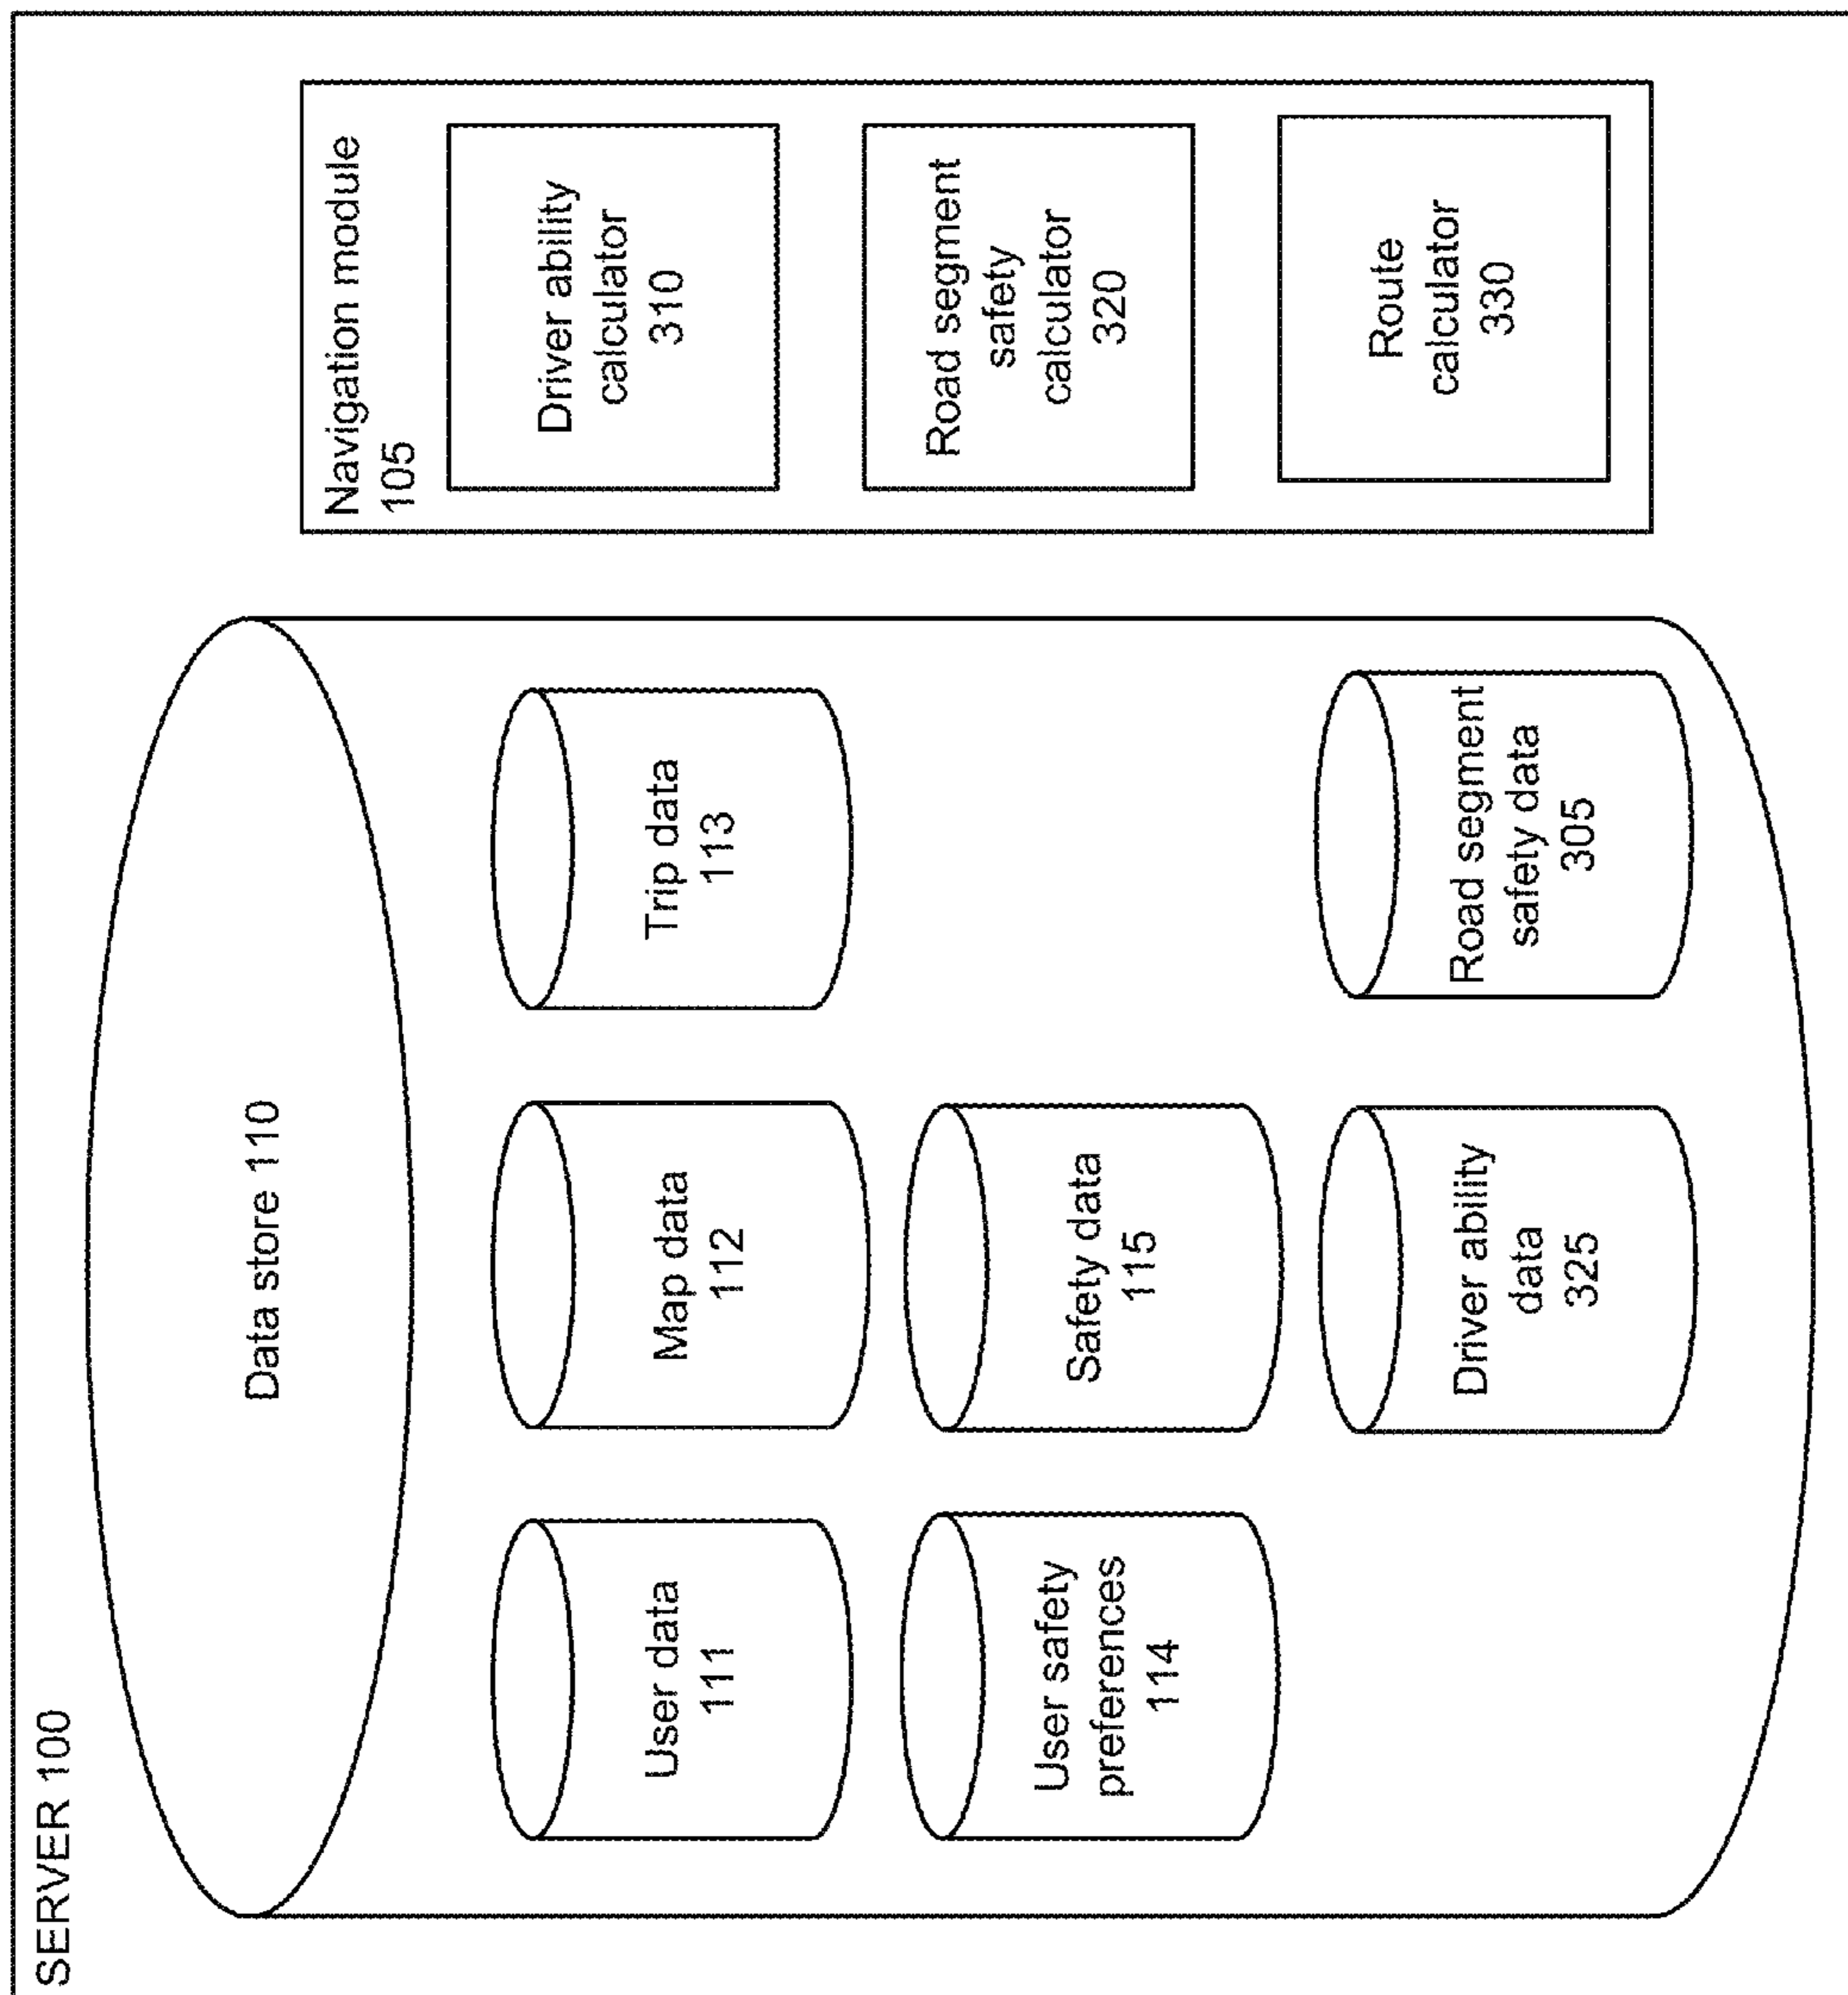 SERVER 100
Data store 110
User data
111
Map data
112
Trip data
113
User safety
preferences
114
Safety data
115
Driver ability
data
325
Road segment
safety data
305
Navigation module
105
Driver ability
calculator
310
Road segment
safety
calculator
320
Route
calculator
330